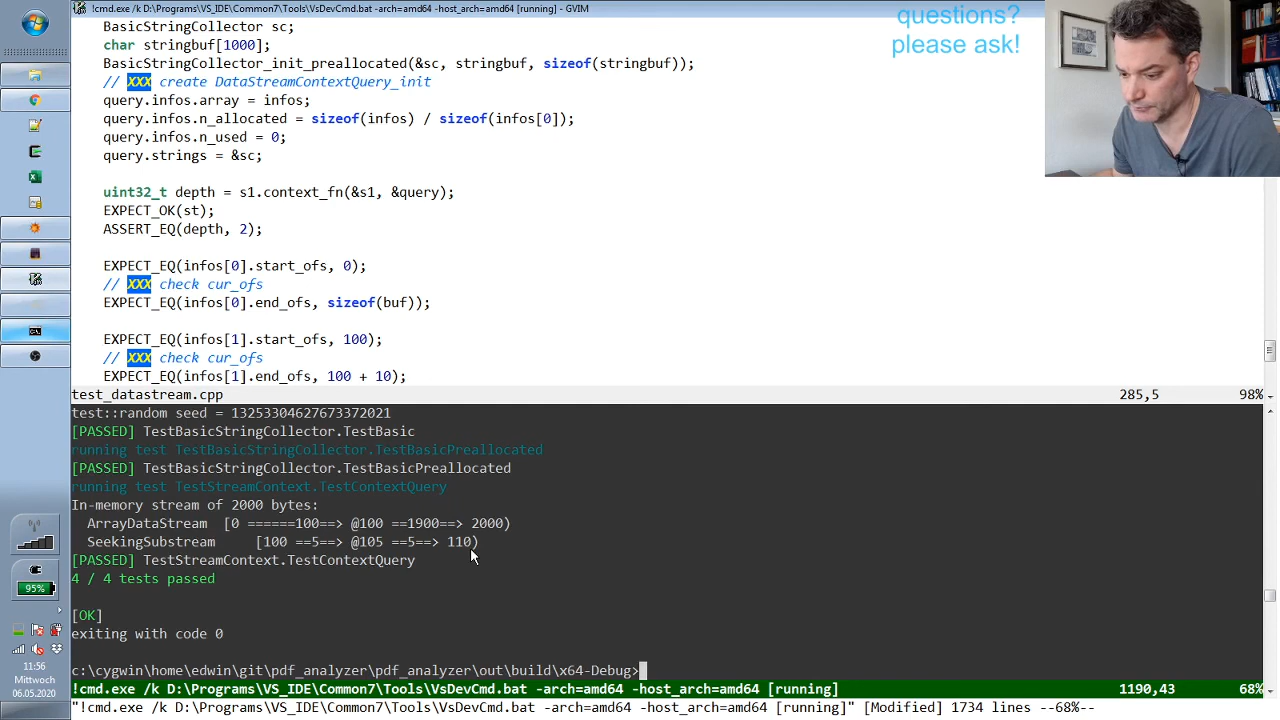 !cmd.exe /k D:\Programs\VS_IDE\Common7\Tools\VsDevCmd.bat -arch=amd64 -host_arch=amd64 [running] - GVIM
questions?
please ask!
BasicStringCollector sc;
char stringbuf[1000];
BasicStringCollector_init_preallocated(&sc, stringbuf, sizeof(stringbuf));
// XXX create DataStreamContextQuery_init
query.infos.array = infos;
query.infos.n_allocated = sizeof(infos) / sizeof(infos[0]);
query.infos.n_used = 0;
query.strings = &sc;
uint32_t depth = s1.context_fn(&s1, &query);
EXPECT_OK(st);
ASSERT_EQ(depth, 2);
EXPECT_EQ(infos[0].start_ofs, 0);
// XXX check cur_ofs
EXPECT_EQ(infos[0].end_ofs, sizeof(buf));
EXPECT_EQ(infos[1].start_ofs, 100);
// XXX check cur_ofs
EXPECT_EQ(infos[1].end_ofs, 100 + 10);
test_datastream.cpp 285,5 98%
test::random seed = 13253304627673372021
[PASSED] TestBasicStringCollector.TestBasic
running test TestBasicStringCollector.TestBasicPreallocated
[PASSED] TestBasicStringCollector.TestBasicPreallocated
running test TestStreamContext.TestContextQuery
In-memory stream of 2000 bytes:
ArrayDataStream [0 ======100==> @100 ==1900==> 2000)
SeekingSubstream [100 ==5==> @105 ==5==> 110)
[PASSED] TestStreamContext.TestContextQuery
4 / 4 tests passed
[OK]
exiting with code 0
c:\cygwin\home\edwin\git\pdf_analyzer\pdf_analyzer\out\build\x64-Debug>
!cmd.exe /k D:\Programs\VS_IDE\Common7\Tools\VsDevCmd.bat -arch=amd64 -host_arch=amd64 [running] 1190,43 68%
"!cmd.exe /k D:\Programs\VS_IDE\Common7\Tools\VsDevCmd.bat -arch=amd64 -host_arch=amd64 [running]" [Modified] 1734 lines --68%--
95%
11:56
Mittwoch
06.05.2020